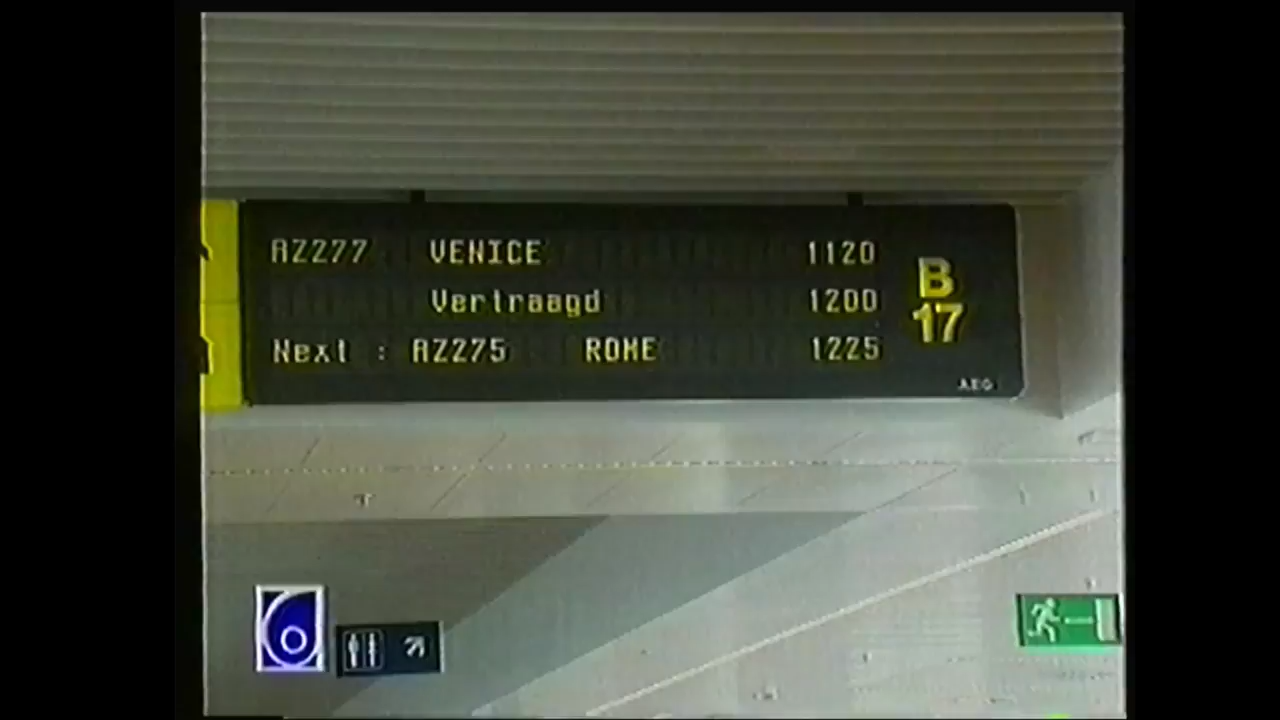 AZ277 VENICE 1120
Vertraagd 1200
Next : AZ275 ROME 1225
B
17
AEG